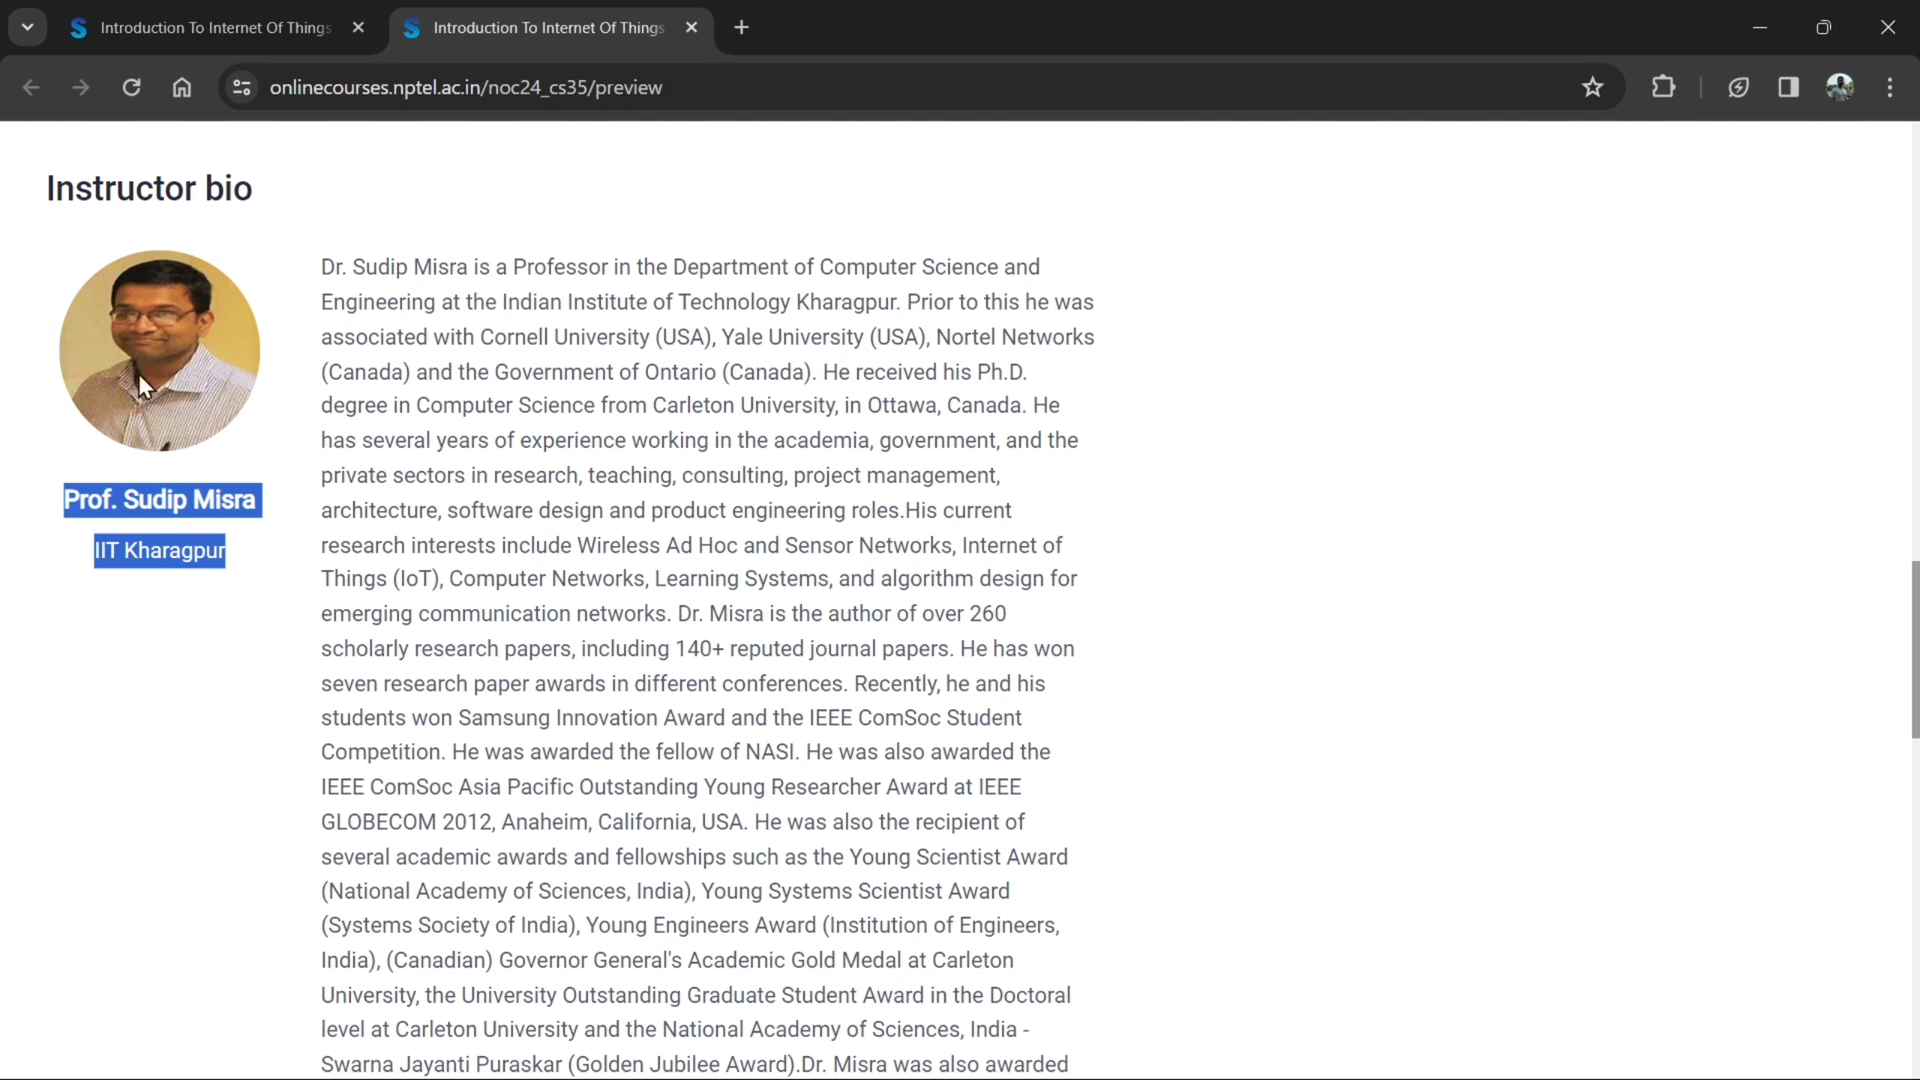 Introduction To Internet Of Things
Introduction To Internet Of Things
onlinecourses.nptel.ac.in/noc24_cs35/preview
Instructor bio
Prof. Sudip Misra
IIT Kharagpur
Dr. Sudip Misra is a Professor in the Department of Computer Science and
Engineering at the Indian Institute of Technology Kharagpur. Prior to this he was
associated with Cornell University (USA), Yale University (USA), Nortel Networks
(Canada) and the Government of Ontario (Canada). He received his Ph.D.
degree in Computer Science from Carleton University, in Ottawa, Canada. He
has several years of experience working in the academia, government, and the
private sectors in research, teaching, consulting, project management,
architecture, software design and product engineering roles.His current
research interests include Wireless Ad Hoc and Sensor Networks, Internet of
Things (IoT), Computer Networks, Learning Systems, and algorithm design for
emerging communication networks. Dr. Misra is the author of over 260
scholarly research papers, including 140+ reputed journal papers. He has won
seven research paper awards in different conferences. Recently, he and his
students won Samsung Innovation Award and the IEEE ComSoc Student
Competition. He was awarded the fellow of NASI. He was also awarded the
IEEE ComSoc Asia Pacific Outstanding Young Researcher Award at IEEE
GLOBECOM 2012, Anaheim, California, USA. He was also the recipient of
several academic awards and fellowships such as the Young Scientist Award
(National Academy of Sciences, India), Young Systems Scientist Award
(Systems Society of India), Young Engineers Award (Institution of Engineers,
India), (Canadian) Governor General's Academic Gold Medal at Carleton
University, the University Outstanding Graduate Student Award in the Doctoral
level at Carleton University and the National Academy of Sciences, India -
Swarna Jayanti Puraskar (Golden Jubilee Award).Dr. Misra was also awarded